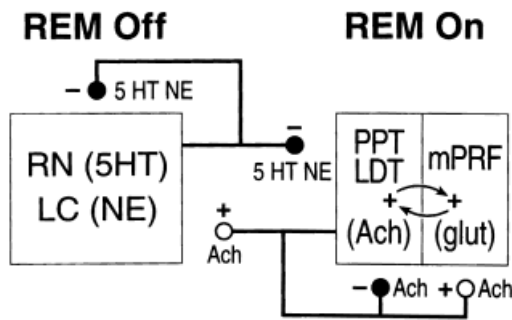 REM Off
REM On
− 5 HT NE
RN (5HT)
LC (NE)
−
5 HT NE
+
Ach
PPT
LDT
mPRF
+ +
(Ach) (glut)
− Ach + Ach